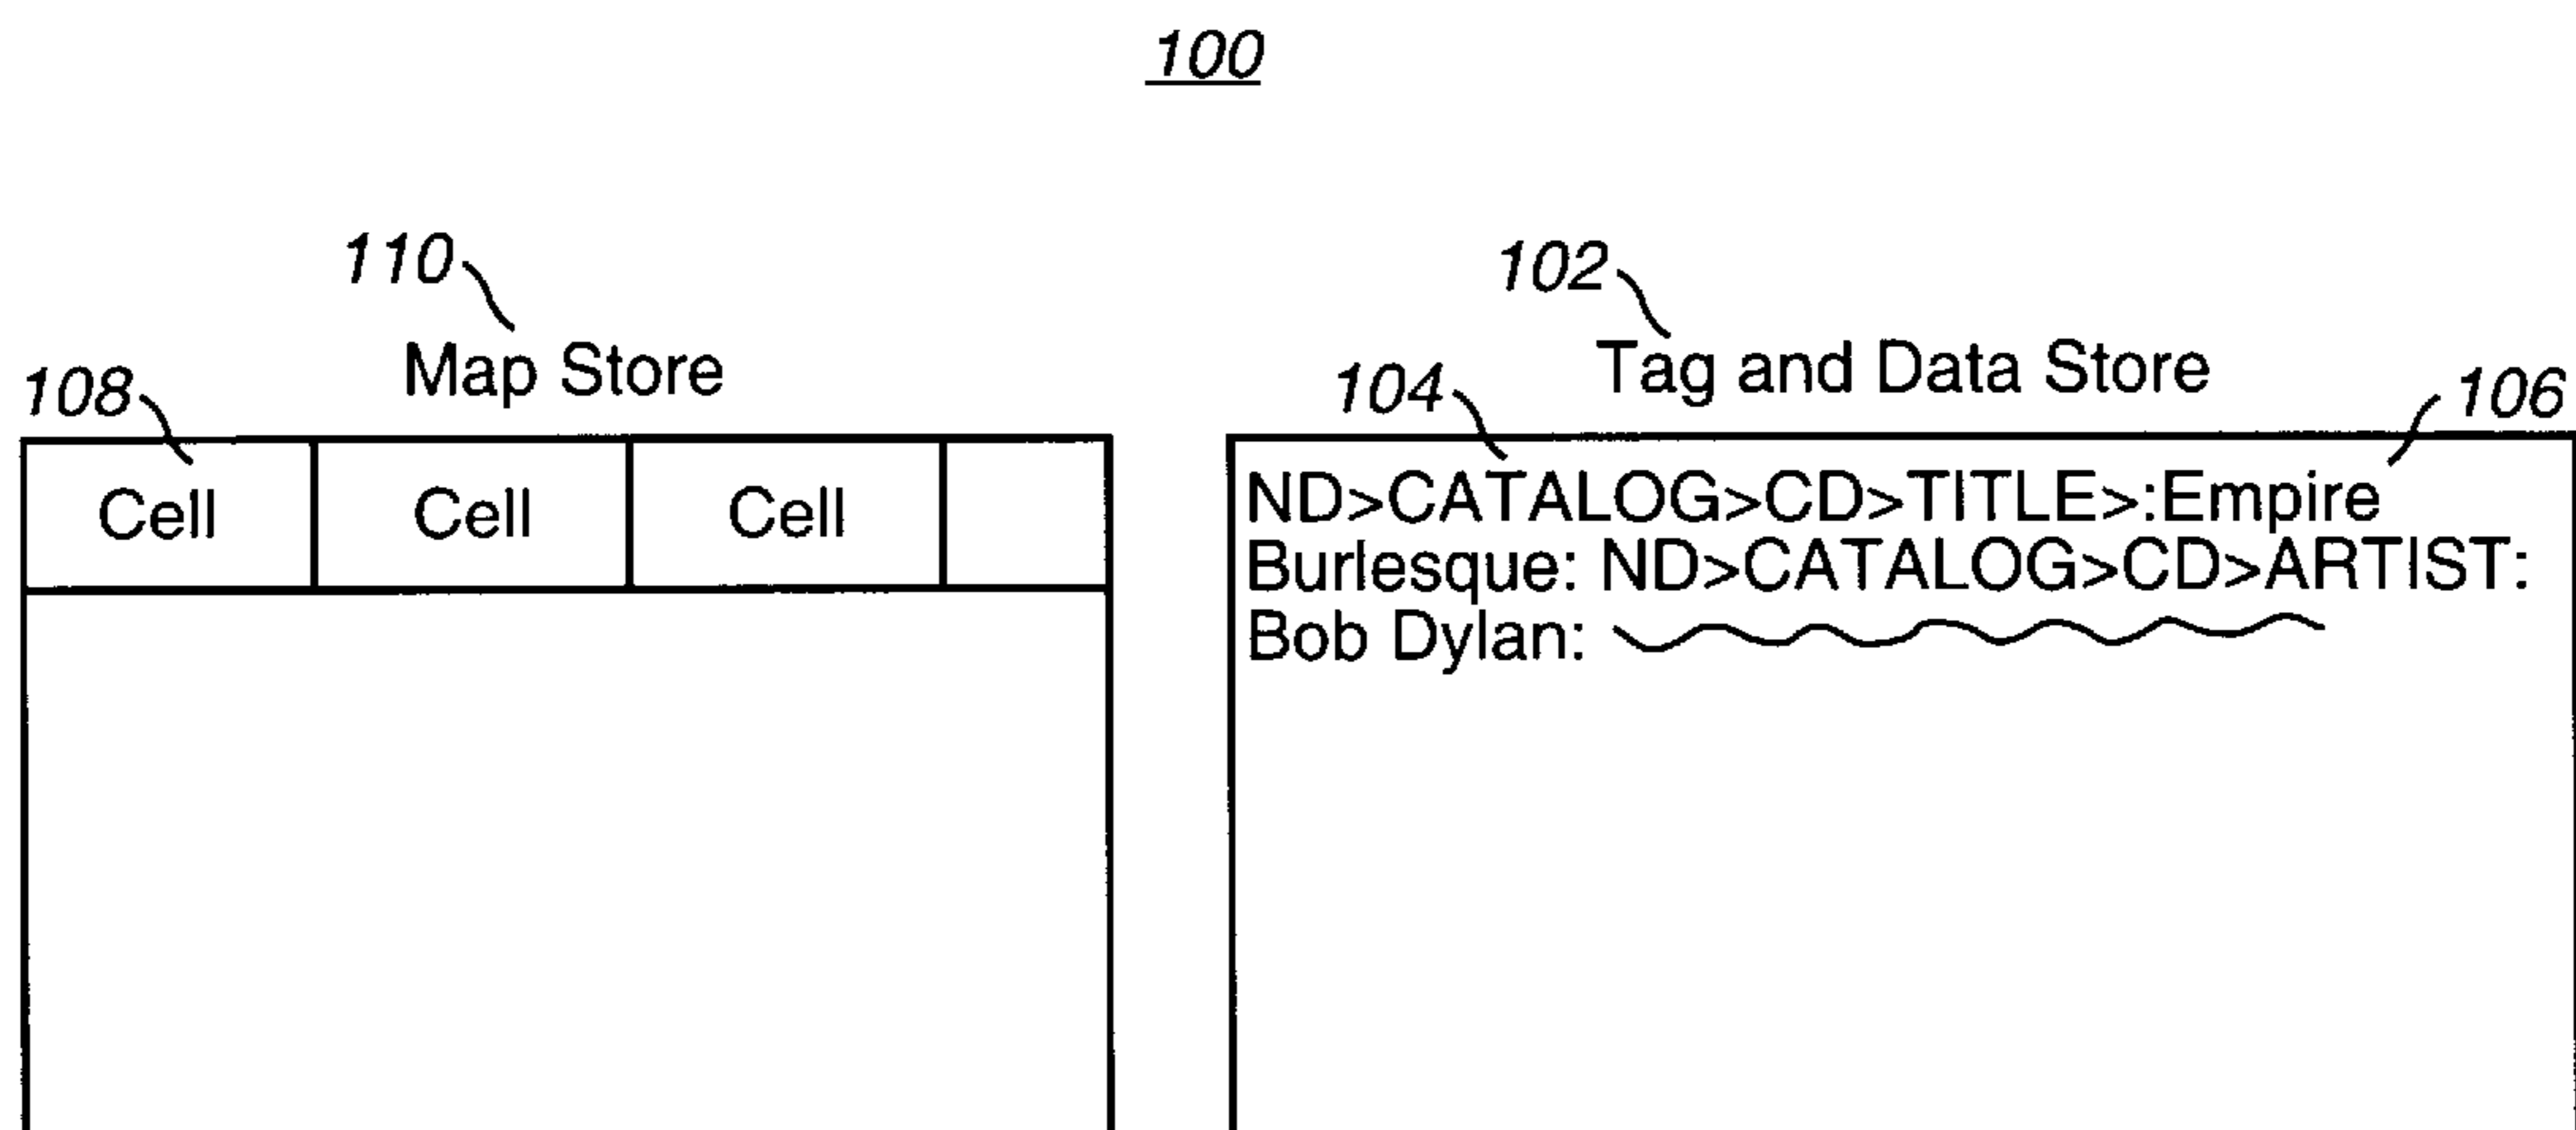 100
110
Map Store
108
Cell Cell Cell
102
Tag and Data Store
104
106
ND>CATALOG>CD>TITLE>:Empire
Burlesque: ND>CATALOG>CD>ARTIST:
Bob Dylan: